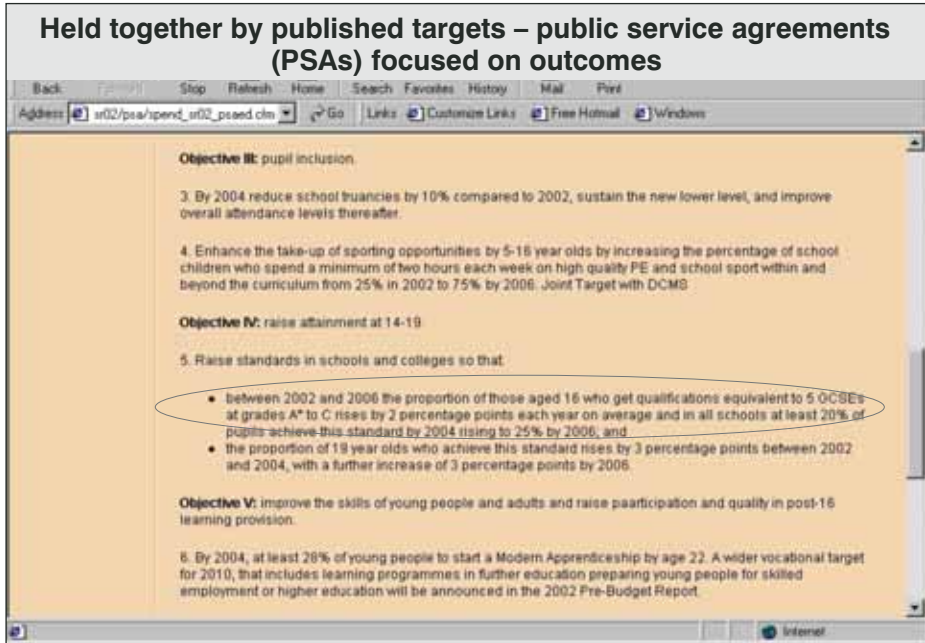 Held together by published targets – public service agreements
(PSAs) focused on outcomes
Back Stop Refresh Home Search Favorites History Mail Print
Address sr02/psa/spend_sr02_psaed.cfm Go Links Customize Links Free Hotmail Windows
Objective III: pupil inclusion.
3. By 2004 reduce school truancies by 10% compared to 2002, sustain the new lower level, and improve
overall attendance levels thereafter.
4. Enhance the take-up of sporting opportunities by 5-16 year olds by increasing the percentage of school
children who spend a minimum of two hours each week on high quality PE and school sport within and
beyond the curriculum from 25% in 2002 to 75% by 2006. Joint Target with DCMS
Objective IV: raise attainment at 14-19
5. Raise standards in schools and colleges so that
• between 2002 and 2006 the proportion of those aged 16 who get qualifications equivalent to 5 GCSEs
at grades A* to C rises by 2 percentage points each year on average and in all schools at least 20% of
pupils achieve this standard by 2004 rising to 25% by 2006; and
• the proportion of 19 year olds who achieve this standard rises by 3 percentage points between 2002
and 2004, with a further increase of 3 percentage points by 2006.
Objective V: improve the skills of young people and adults and raise paarticipation and quality in post-16
learning provision.
6. By 2004, at least 28% of young people to start a Modern Apprenticeship by age 22. A wider vocational target
for 2010, that includes learning programmes in further education preparing young people for skilled
employment or higher education will be announced in the 2002 Pre-Budget Report.
Internet